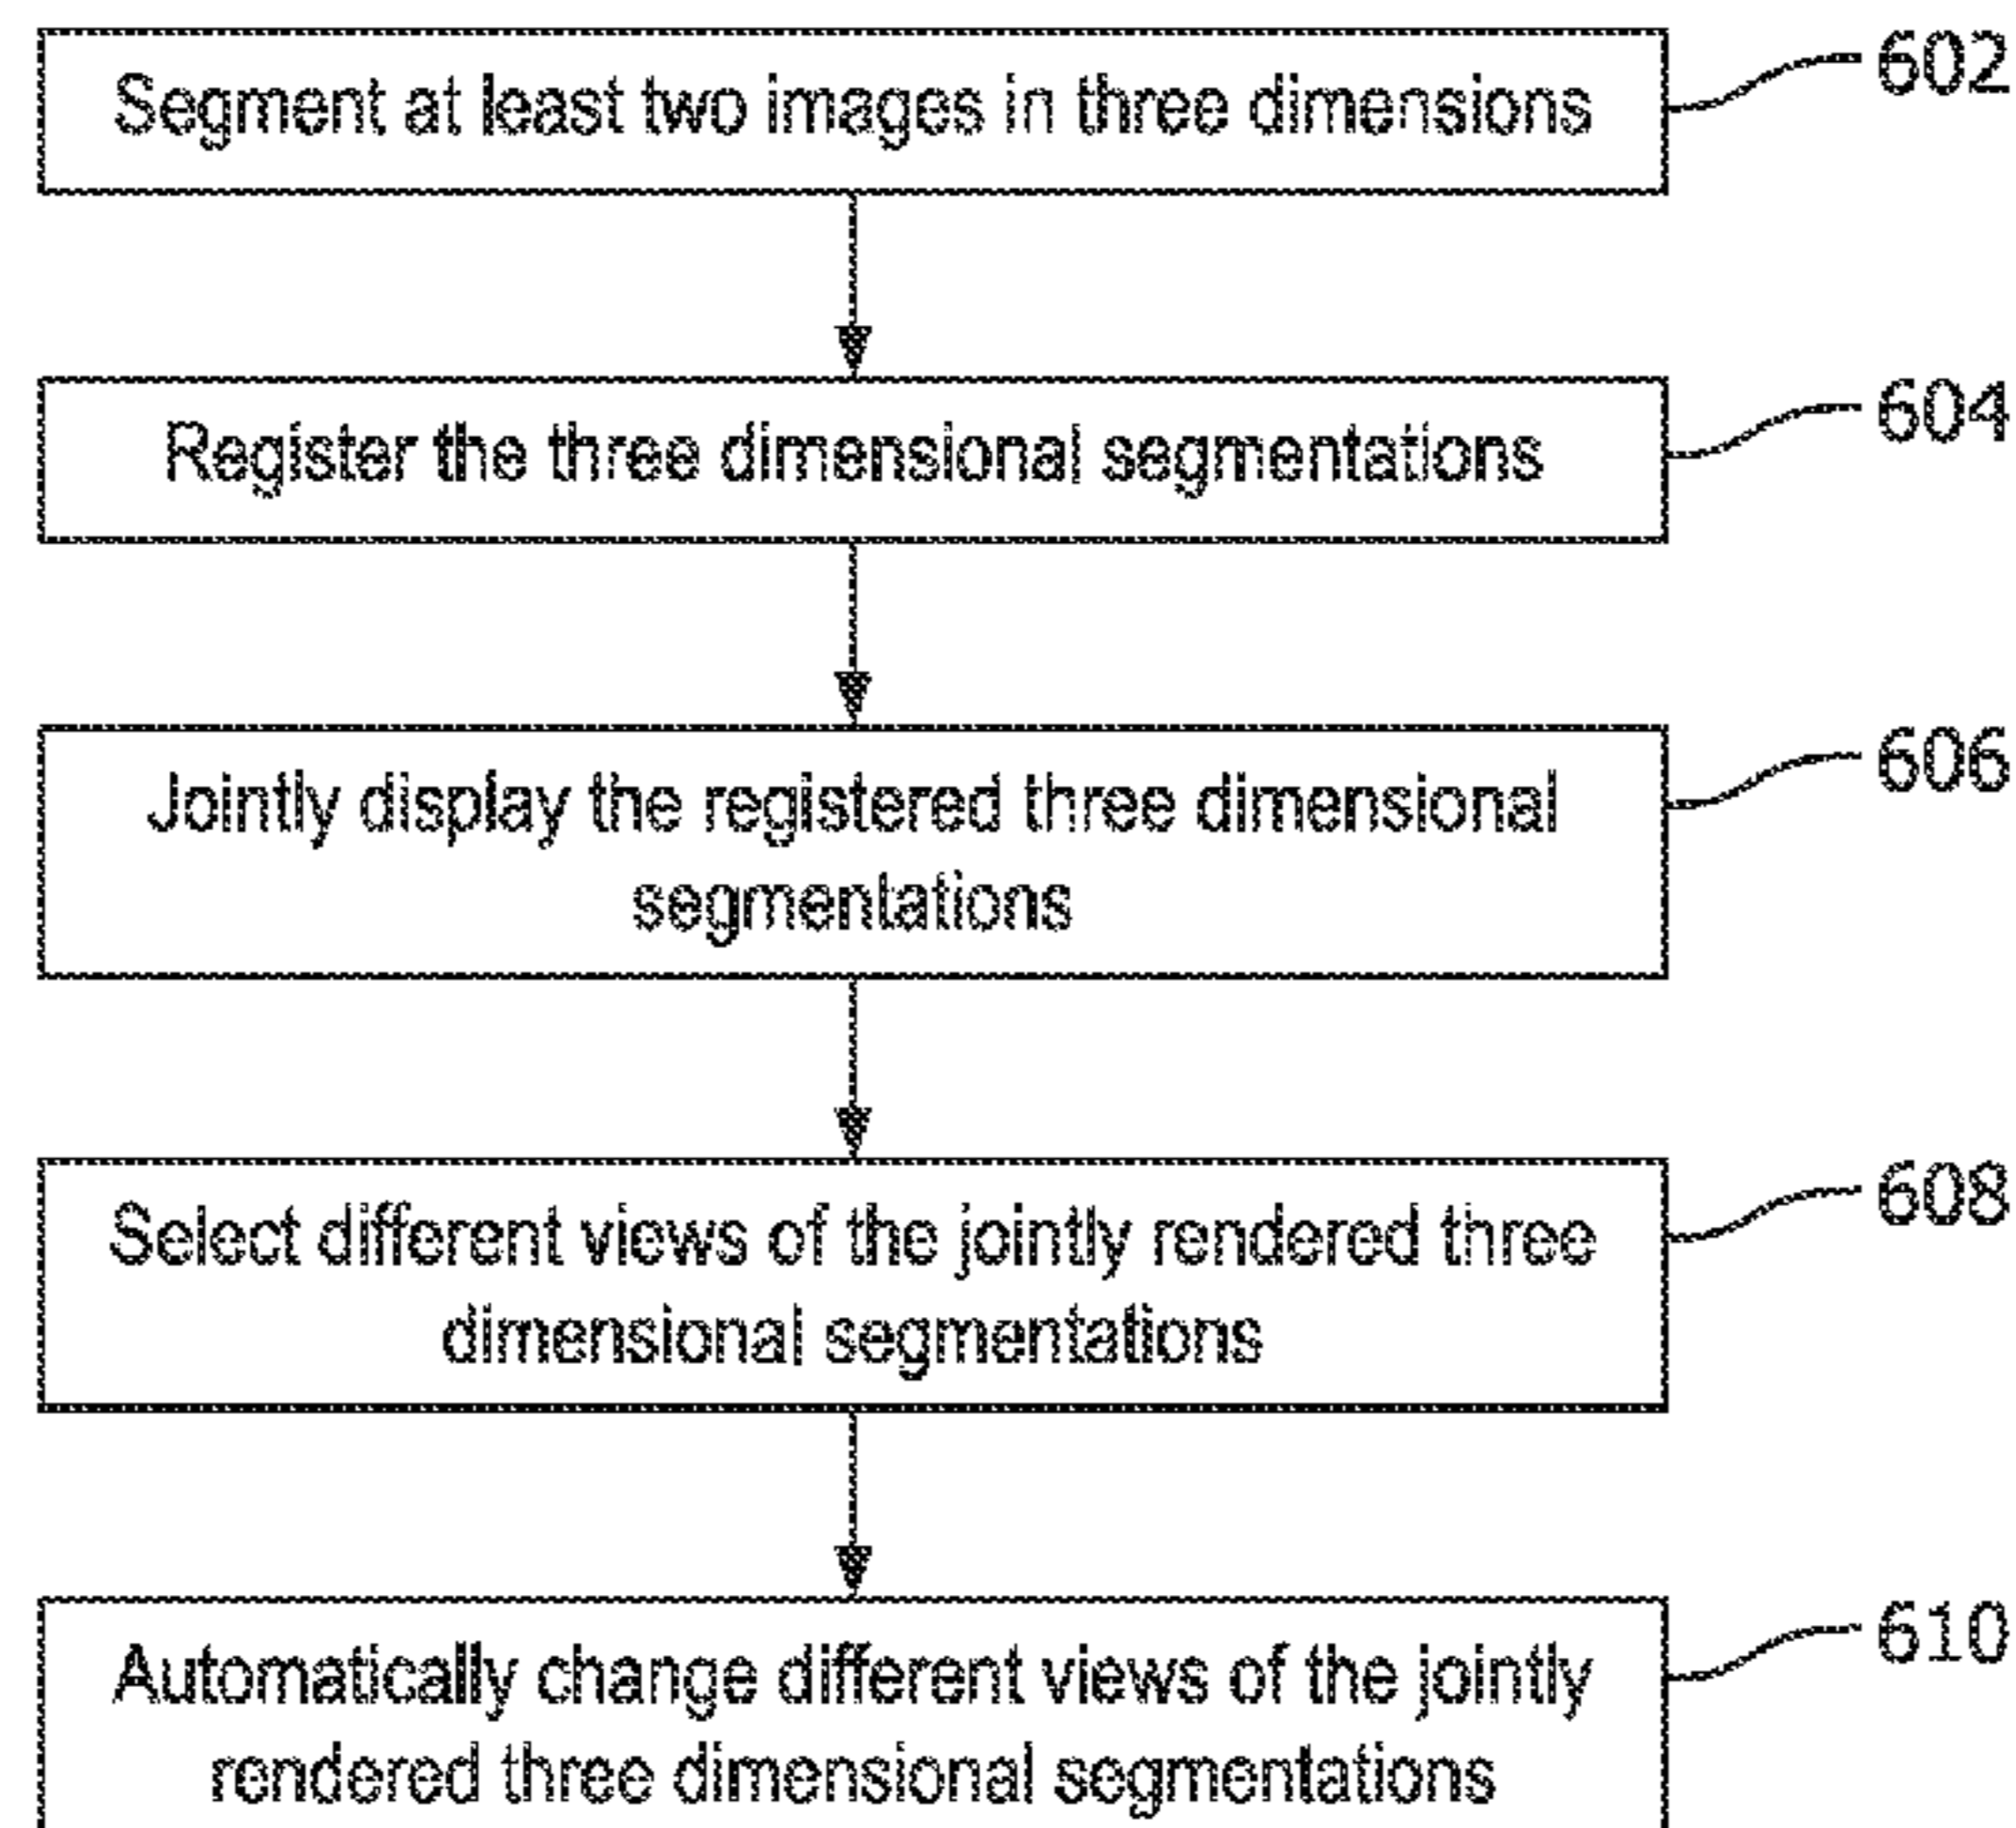 Segment at least two images in three dimensions
602
Register the three dimensional segmentations
604
Jointly display the registered three dimensional
segmentations
606
Select different views of the jointly rendered three
dimensional segmentations
608
Automatically change different views of the jointly
rendered three dimensional segmentations
610